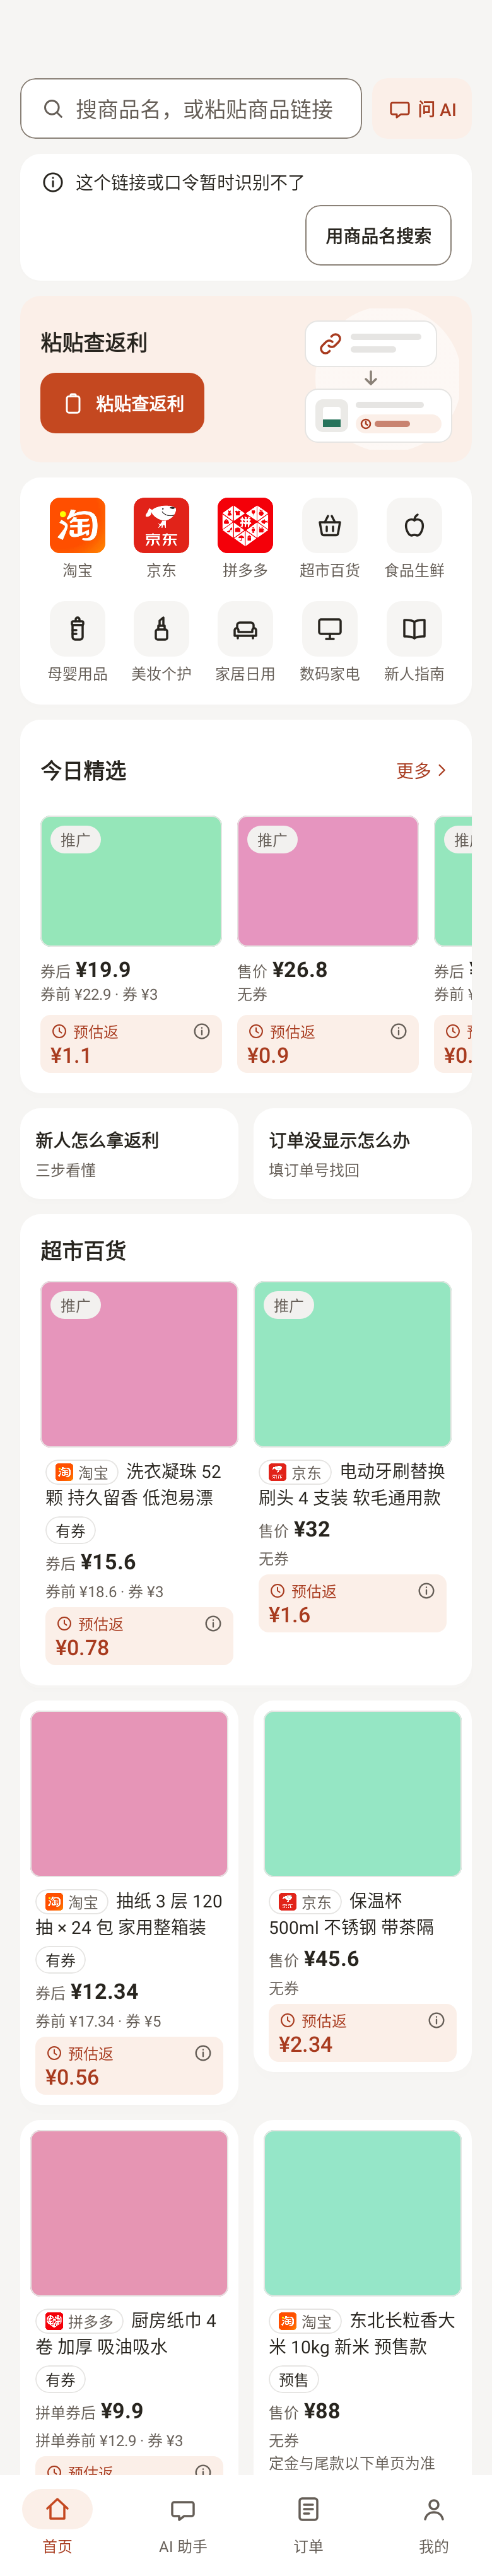 搜商品名，或粘贴商品链接
问 AI
这个链接或口令暂时识别不了
用商品名搜索
粘贴查返利
粘贴查返利
淘
京东
拼
淘宝
京东
拼多多
超市百货
食品生鲜
母婴用品
美妆个护
家居日用
数码家电
新人指南
今日精选
更多
推广
推广
券后 ¥19.9
券前 ¥22.9 · 券 ¥3
预估返
¥1.1
售价 ¥26.8
无券
预估返
¥0.9
券后
券前
¥0.
新人怎么拿返利
三步看懂
订单没显示怎么办
填订单号找回
超市百货
推广
淘宝 洗衣凝珠 52
颗 持久留香 低泡易漂
有券
券后 ¥15.6
券前 ¥18.6 · 券 ¥3
预估返
¥0.78
推广
京东 电动牙刷替换
刷头 4 支装 软毛通用款
售价 ¥32
无券
预估返
¥1.6
淘宝 抽纸 3 层 120
抽 × 24 包 家用整箱装
有券
券后 ¥12.34
券前 ¥17.34 · 券 ¥5
预估返
¥0.56
京东 保温杯
500ml 不锈钢 带茶隔
售价 ¥45.6
无券
预估返
¥2.34
拼多多 厨房纸巾 4
卷 加厚 吸油吸水
有券
拼单券后 ¥9.9
拼单券前 ¥12.9 · 券 ¥3
预估返
淘宝 东北长粒香大
米 10kg 新米 预售款
预售
售价 ¥88
无券
定金与尾款以下单页为准
首页
AI 助手
订单
我的